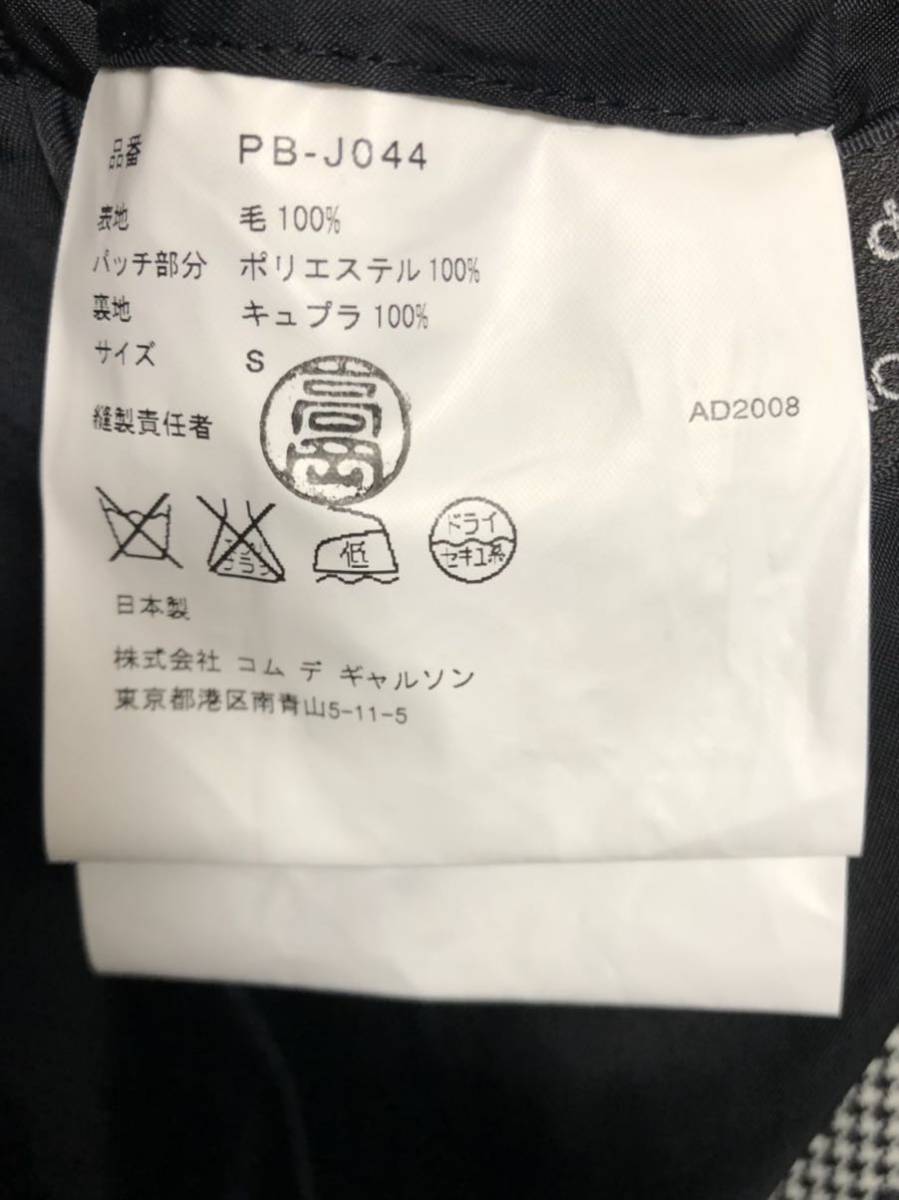 品番 PB-J044
表地 毛 100%
パッチ部分 ポリエステル 100%
裏地 キュプラ 100%
サイズ S
縫製責任者 高岡
AD2008
低
ドライ
セキユ系
日本製
株式会社 コム デ ギャルソン
東京都港区南青山5-11-5